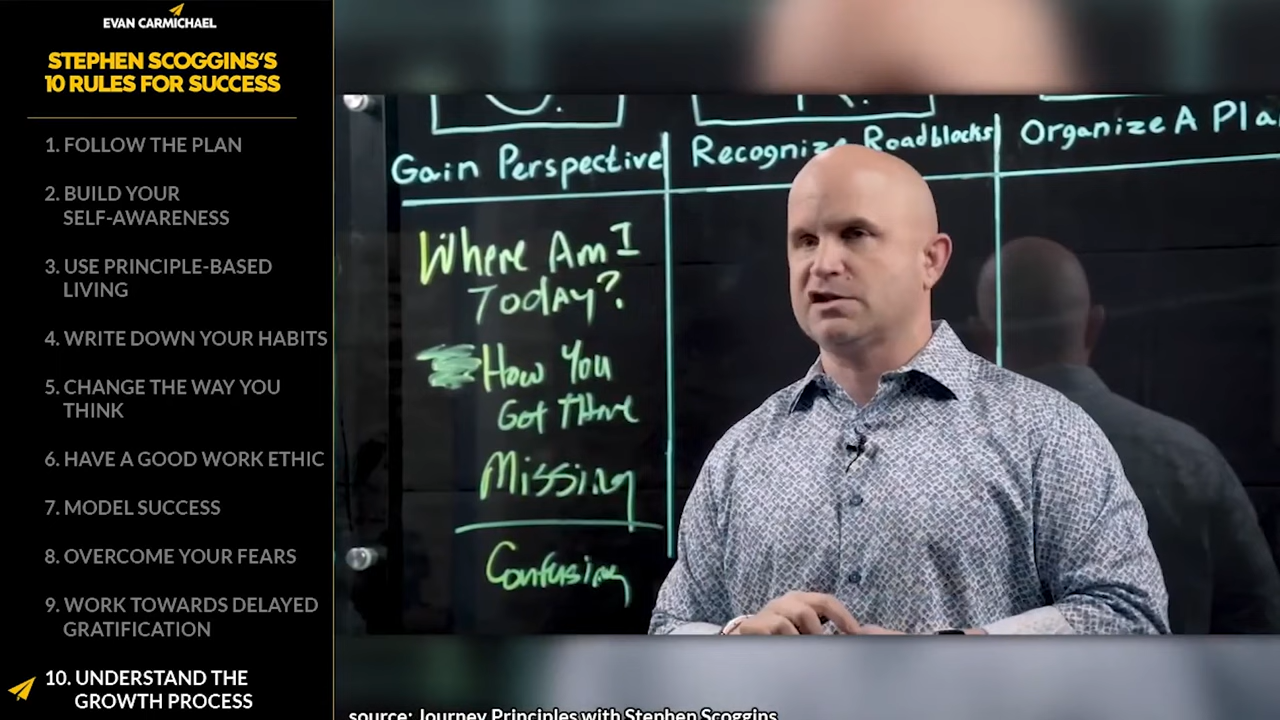 EVAN CARMICHAEL
STEPHEN SCOGGINS'S
10 RULES FOR SUCCESS
1. FOLLOW THE PLAN
2. BUILD YOUR
SELF-AWARENESS
3. USE PRINCIPLE-BASED
LIVING
4. WRITE DOWN YOUR HABITS
5. CHANGE THE WAY YOU
THINK
6. HAVE A GOOD WORK ETHIC
7. MODEL SUCCESS
8. OVERCOME YOUR FEARS
9. WORK TOWARDS DELAYED
GRATIFICATION
10. UNDERSTAND THE
GROWTH PROCESS
Gain Perspective
Where Am I
Today?
How You
Got There
Missing
Confusing
Recognize Roadblocks
Organize A Pla
source: Journey Principles with Stephen Scoggins